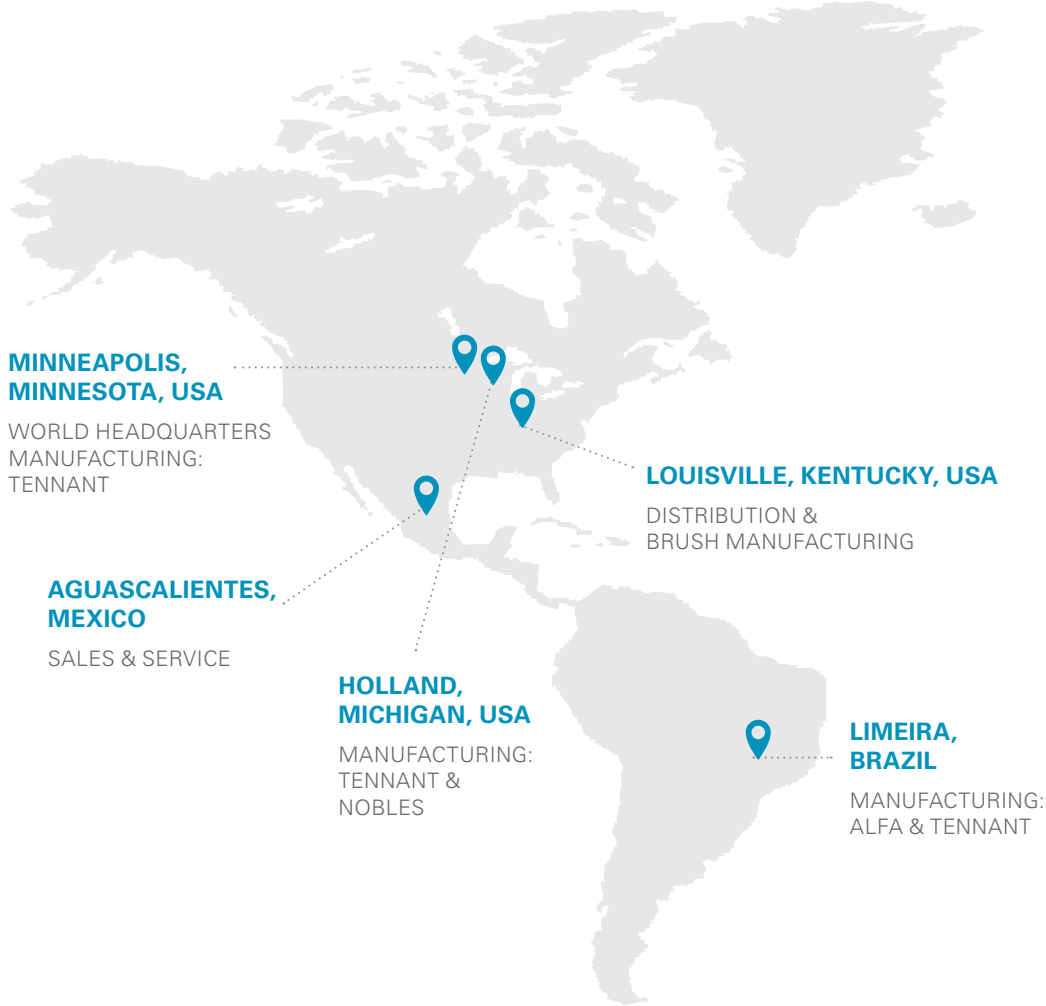 MINNEAPOLIS,
MINNESOTA, USA
WORLD HEADQUARTERS
MANUFACTURING:
TENNANT
LOUISVILLE, KENTUCKY, USA
DISTRIBUTION &
BRUSH MANUFACTURING
AGUASCALIENTES,
MEXICO
SALES & SERVICE
HOLLAND,
MICHIGAN, USA
MANUFACTURING:
TENNANT &
NOBLES
LIMEIRA,
BRAZIL
MANUFACTURING:
ALFA & TENNANT